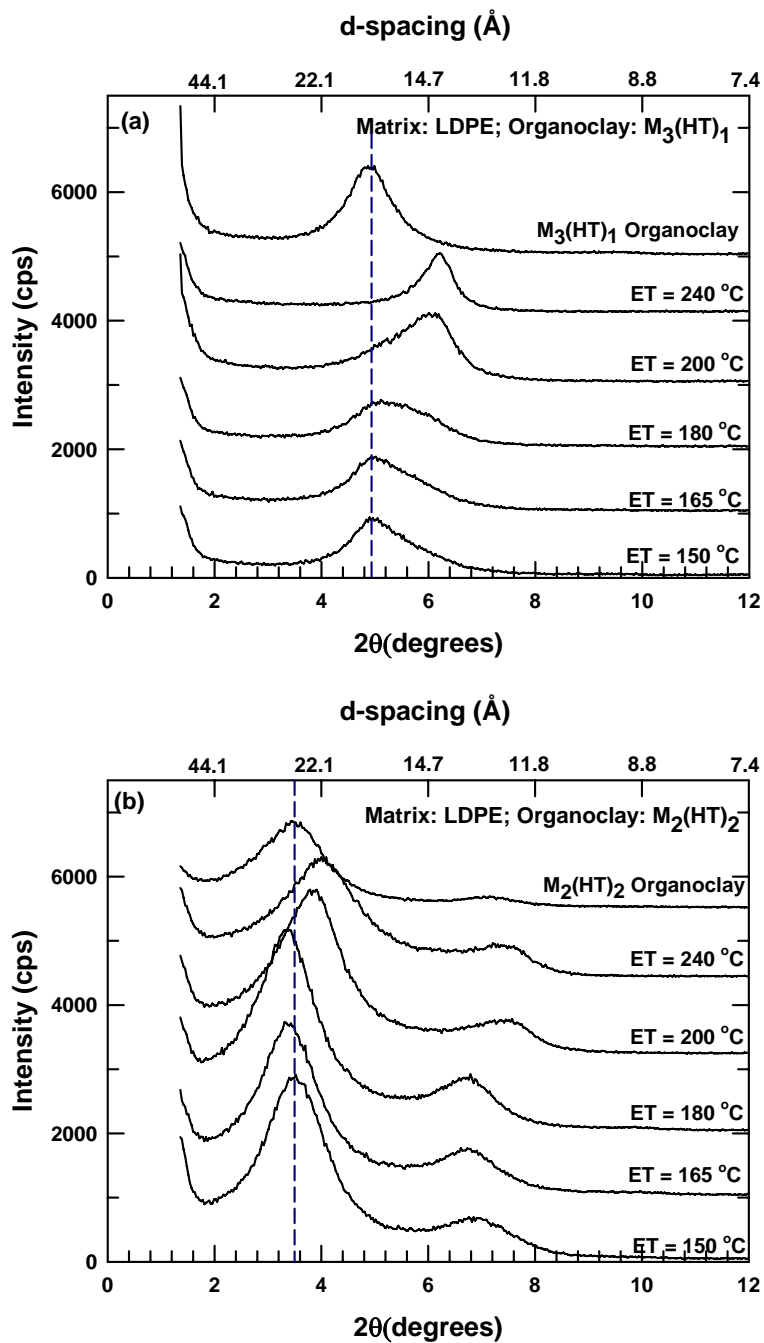 d-spacing (Å)
44.1 22.1 14.7 11.8 8.8 7.4
(a)
Matrix: LDPE; Organoclay: M3(HT)1
M3(HT)1 Organoclay
ET = 240 °C
ET = 200 °C
ET = 180 °C
ET = 165 °C
ET = 150 °C
Intensity (cps)
6000
4000
2000
0
0 2 4 6 8 10 12
2θ(degrees)
d-spacing (Å)
44.1 22.1 14.7 11.8 8.8 7.4
(b)
Matrix: LDPE; Organoclay: M2(HT)2
M2(HT)2 Organoclay
ET = 240 °C
ET = 200 °C
ET = 180 °C
ET = 165 °C
ET = 150 °C
Intensity (cps)
6000
4000
2000
0
0 2 4 6 8 10 12
2θ(degrees)